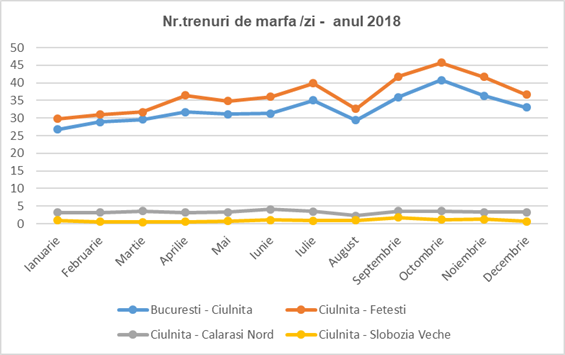 Nr.trenuri de marfa /zi - anul 2018
50
45
40
35
30
25
20
15
10
5
0
Ianuarie
Februarie
Martie
Aprilie
Mai
Iunie
Iulie
August
Septembrie
Octombrie
Noiembrie
Decembrie
Bucuresti - Ciulnita
Ciulnita - Fetesti
Ciulnita - Calarasi Nord
Ciulnita - Slobozia Veche